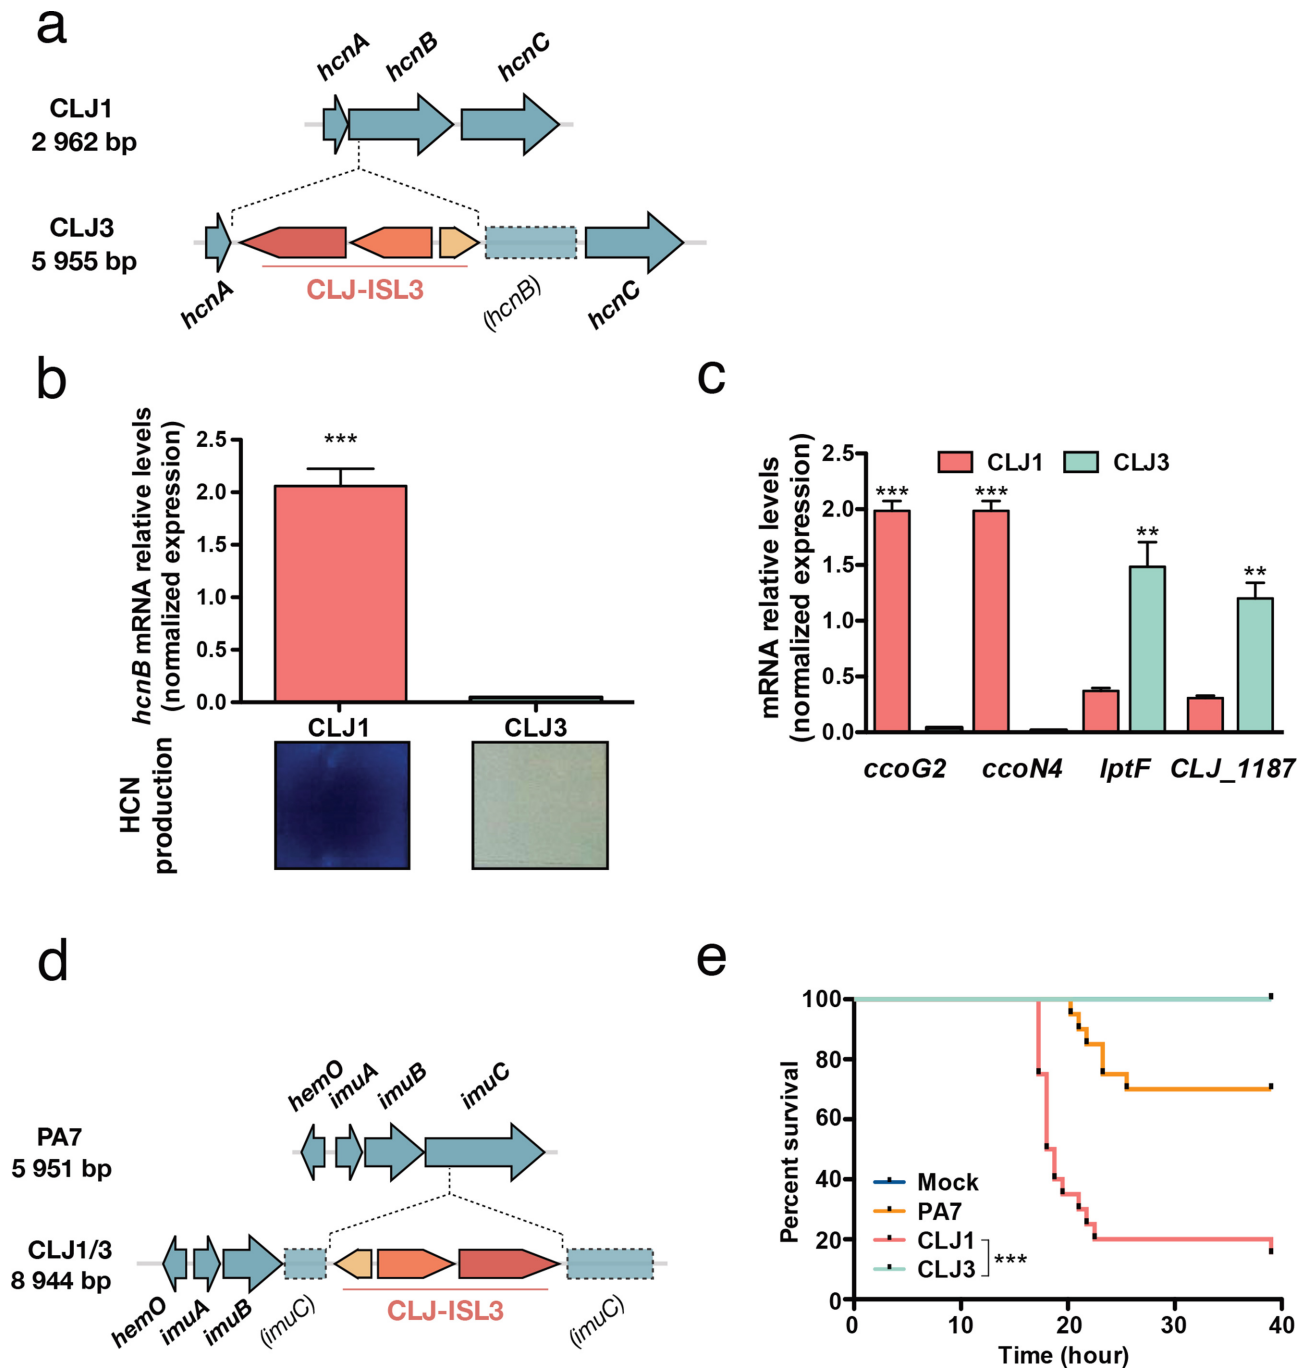 a
hcnA
hcnB
hcnC
CLJ1
2 962 bp
CLJ3
5 955 bp
hcnA
CLJ-ISL3
(hcnB)
hcnC
b
hcnB mRNA relative levels
(normalized expression)
2.5
2.0
1.5
1.0
0.5
0.0
***
CLJ1
CLJ3
HCN
production
c
mRNA relative levels
(normalized expression)
2.5
2.0
1.5
1.0
0.5
0.0
CLJ1
CLJ3
***
***
**
**
ccoG2
ccoN4
lptF
CLJ_1187
d
hemO
imuA
imuB
imuC
PA7
5 951 bp
CLJ1/3
8 944 bp
hemO
imuA
imuB
(imuC)
CLJ-ISL3
(imuC)
e
Percent survival
100
80
60
40
20
0
Mock
PA7
CLJ1
CLJ3
***
0
10
20
30
40
Time (hour)